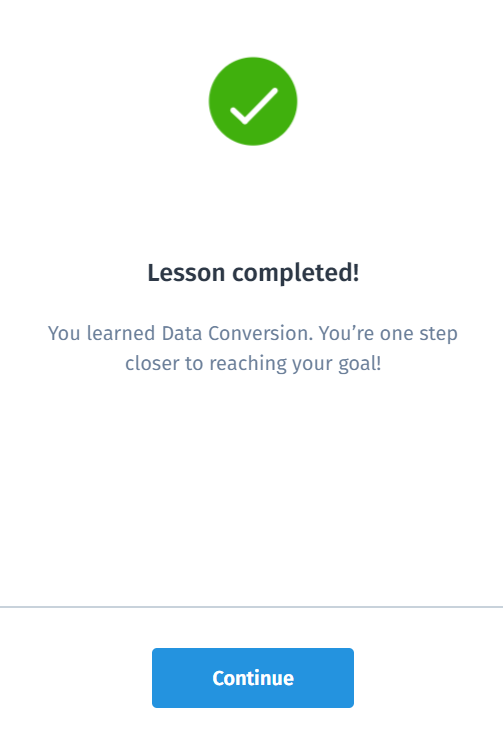 Lesson completed!
You learned Data Conversion. You’re one step
closer to reaching your goal!
Continue